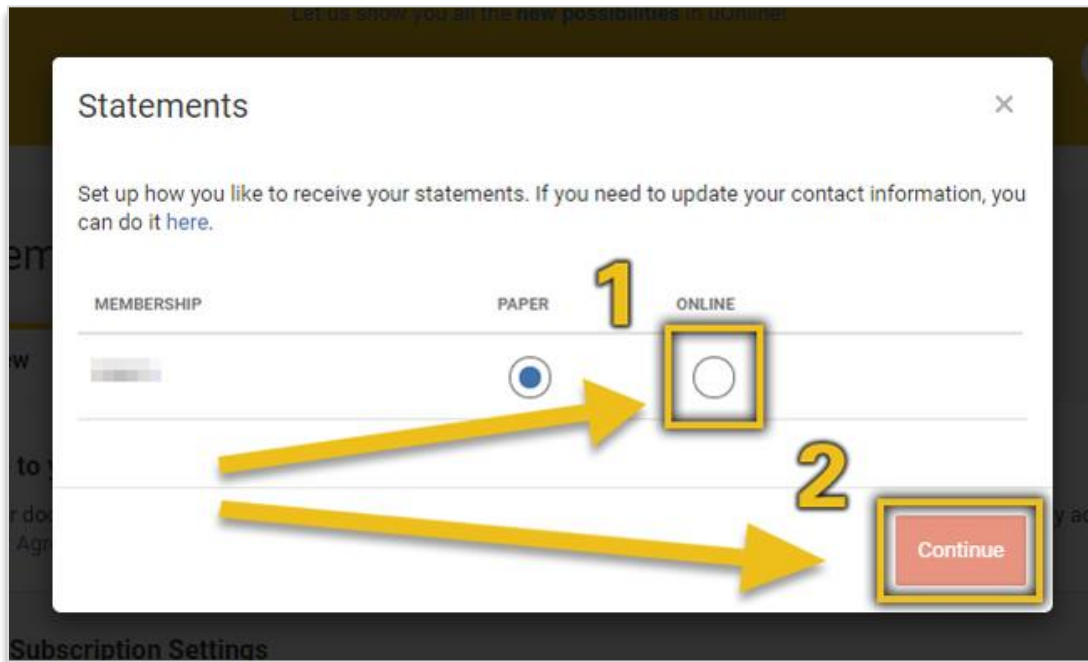 Let us show you all the new possibilities in uOnline!
Statements
×
Set up how you like to receive your statements. If you need to update your contact information, you
can do it here.
MEMBERSHIP PAPER 1 ONLINE
2
Continue
Subscription Settings